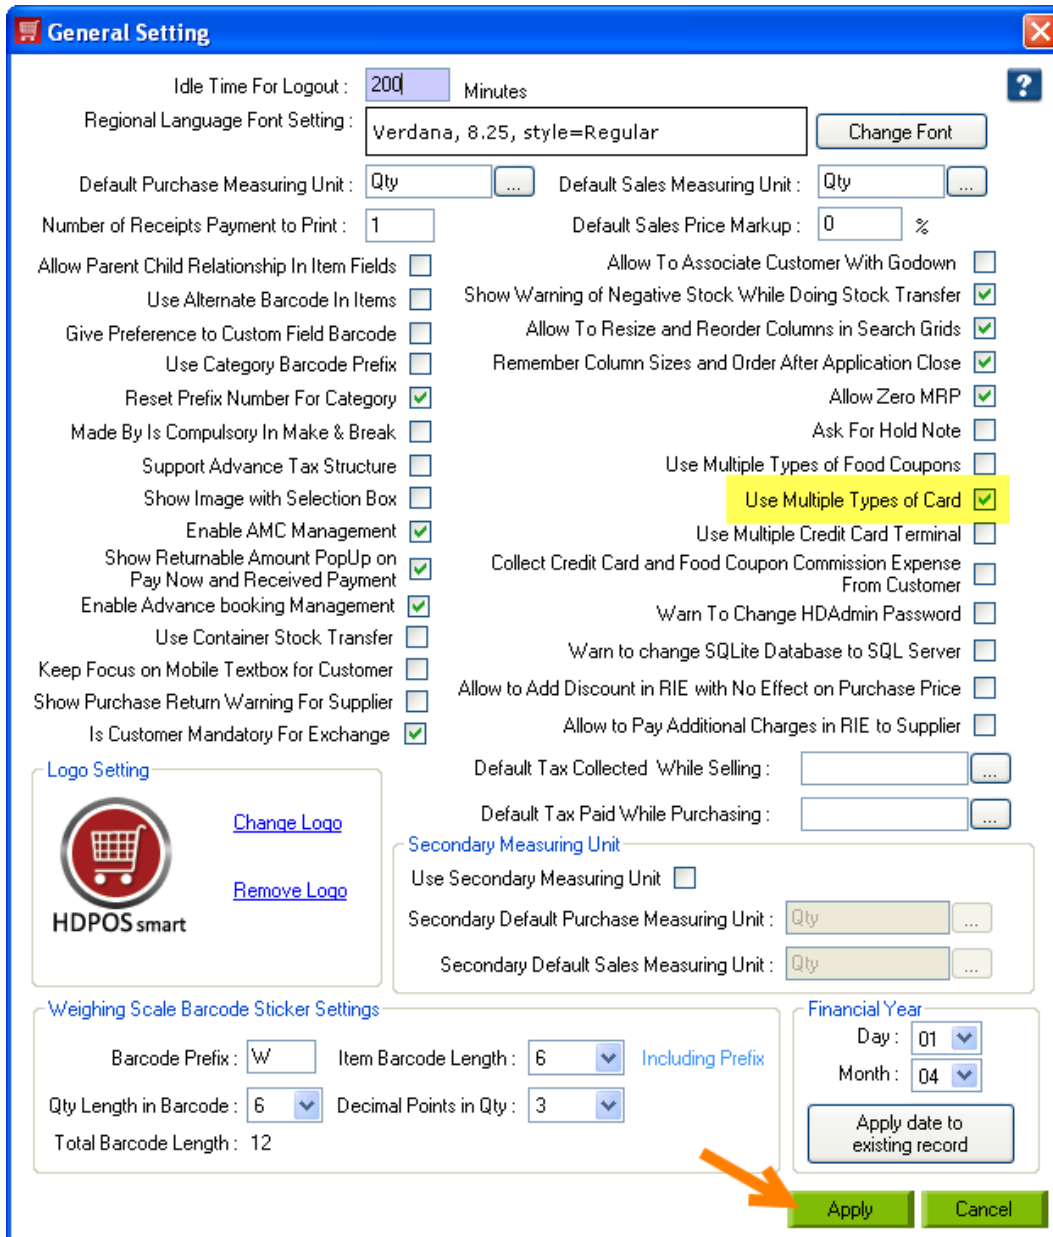 General Setting
?
Idle Time For Logout : 200 Minutes
Regional Language Font Setting : Verdana, 8.25, style=Regular Change Font
Default Purchase Measuring Unit : Qty ... Default Sales Measuring Unit : Qty ...
Number of Receipts Payment to Print : 1 Default Sales Price Markup : 0 %
Allow Parent Child Relationship In Item Fields
Use Alternate Barcode In Items
Give Preference to Custom Field Barcode
Use Category Barcode Prefix
Reset Prefix Number For Category
Made By Is Compulsory In Make & Break
Support Advance Tax Structure
Show Image with Selection Box
Enable AMC Management
Show Returnable Amount PopUp on
Pay Now and Received Payment
Enable Advance booking Management
Use Container Stock Transfer
Keep Focus on Mobile Textbox for Customer
Show Purchase Return Warning For Supplier
Is Customer Mandatory For Exchange
Allow To Associate Customer With Godown
Show Warning of Negative Stock While Doing Stock Transfer
Allow To Resize and Reorder Columns in Search Grids
Remember Column Sizes and Order After Application Close
Allow Zero MRP
Ask For Hold Note
Use Multiple Types of Food Coupons
Use Multiple Types of Card
Use Multiple Credit Card Terminal
Collect Credit Card and Food Coupon Commission Expense
From Customer
Warn To Change HDAdmin Password
Warn to change SQLite Database to SQL Server
Allow to Add Discount in RIE with No Effect on Purchase Price
Allow to Pay Additional Charges in RIE to Supplier
Default Tax Collected While Selling : ...
Default Tax Paid While Purchasing : ...
Logo Setting
HDPOS smart
Change Logo
Remove Logo
Secondary Measuring Unit
Use Secondary Measuring Unit
Secondary Default Purchase Measuring Unit : Qty ...
Secondary Default Sales Measuring Unit : Qty ...
Weighing Scale Barcode Sticker Settings
Barcode Prefix : W Item Barcode Length : 6 Including Prefix
Qty Length in Barcode : 6 Decimal Points in Qty : 3
Total Barcode Length : 12
Financial Year
Day : 01
Month : 04
Apply date to
existing record
Apply Cancel